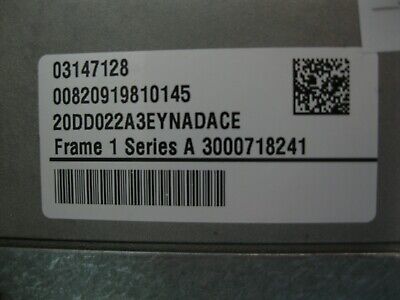 03147128
00820919810145
20DD022A3EYNADACE
Frame 1 Series A 3000718241